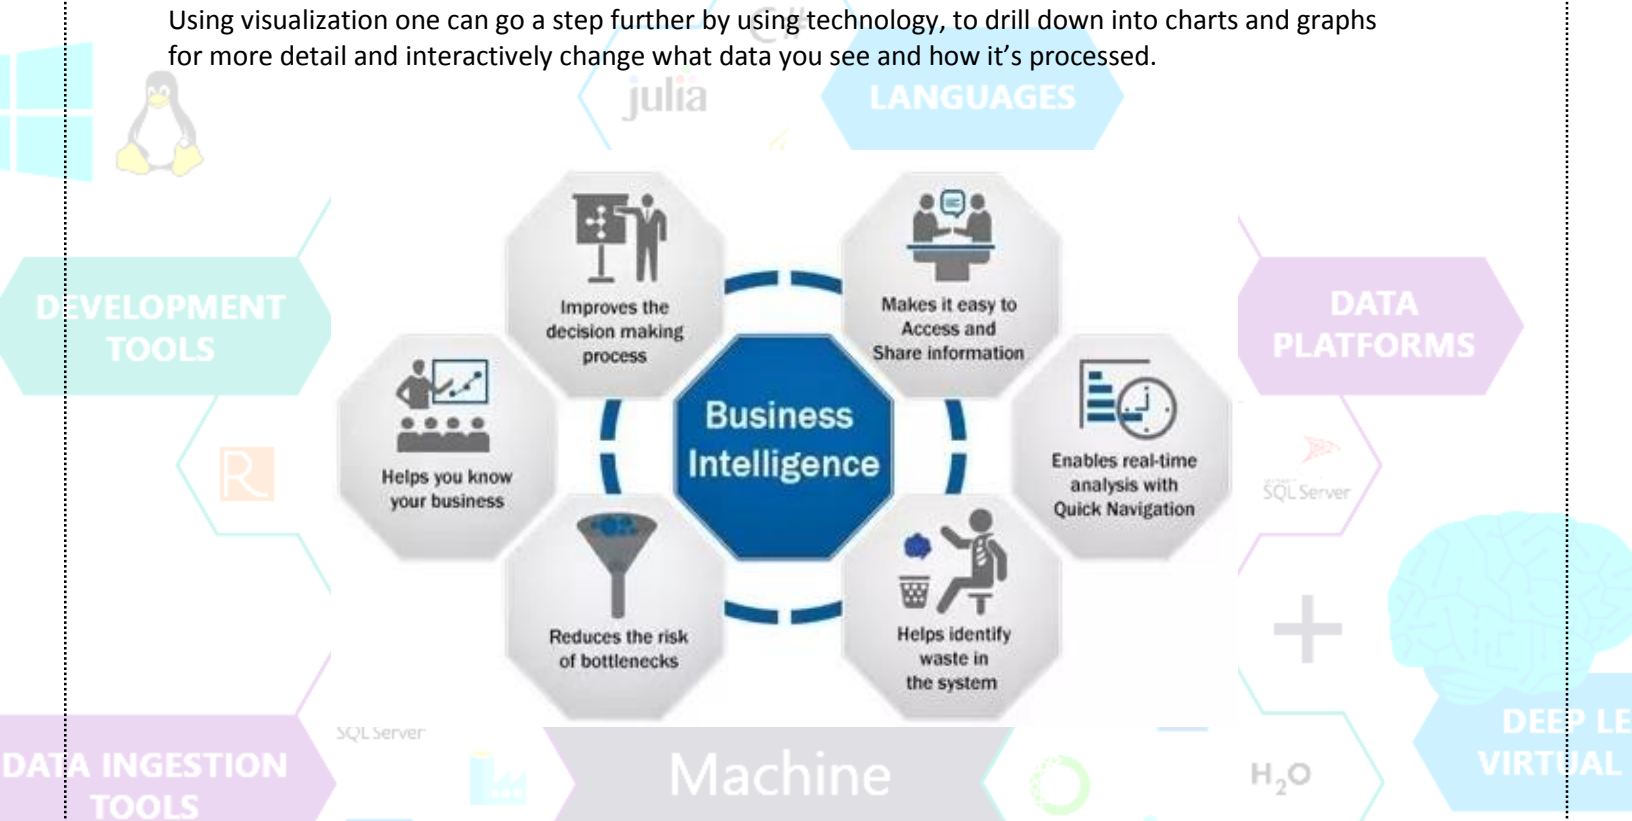 Using visualization one can go a step further by using technology, to drill down into charts and graphs
for more detail and interactively change what data you see and how it's processed.
C#
julia
LANGUAGES
Improves the
decision making
process
Makes it easy to
Access and
Share information
DEVELOPMENT
TOOLS
DATA
PLATFORMS
Business
Intelligence
Helps you know
your business
Enables real-time
analysis with
Quick Navigation
R
SQL Server
Reduces the risk
of bottlenecks
Helps identify
waste in
the system
SQL Server
DATA INGESTION
TOOLS
Machine
H2O
DEEP LE
VIRTUAL